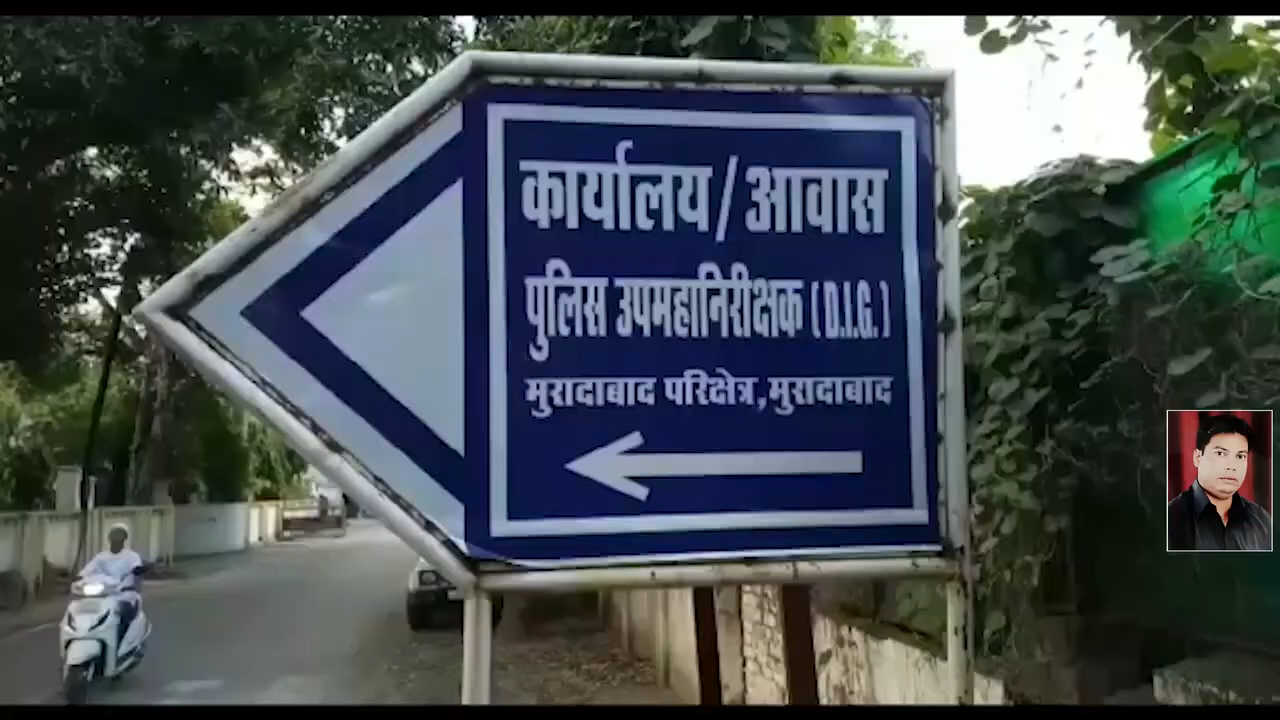 कार्यालय/आवास
पुलिस उपमहानिरीक्षक (D.I.G.)
मुरादाबाद परिक्षेत्र,मुरादाबाद